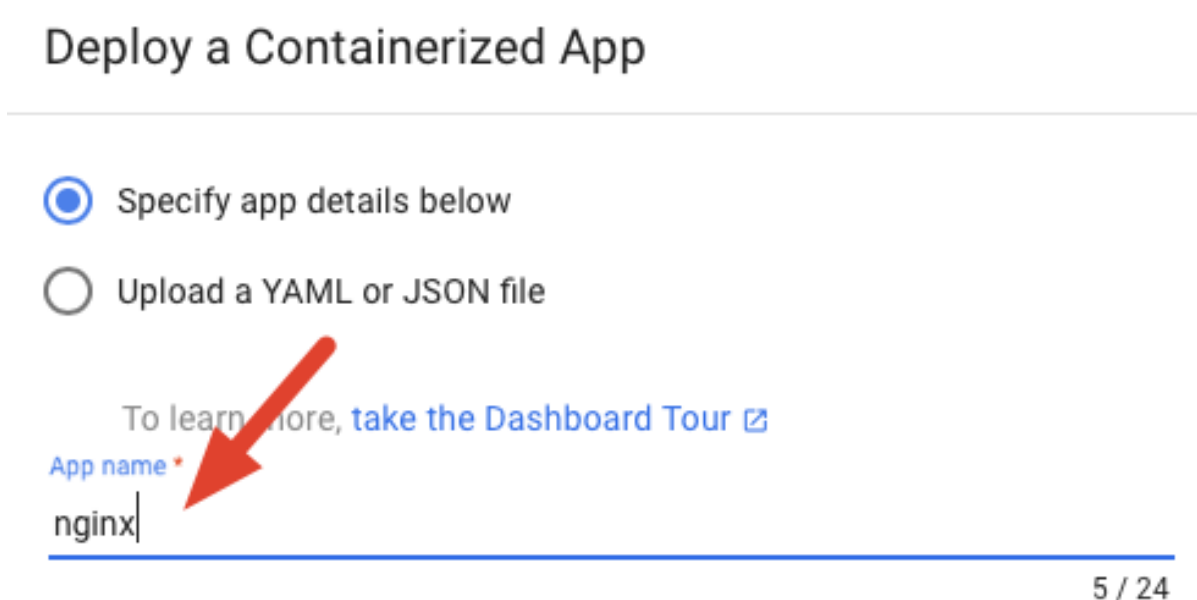 Deploy a Containerized App
Specify app details below
Upload a YAML or JSON file
To learn more, take the Dashboard Tour
App name *
nginx
5 / 24